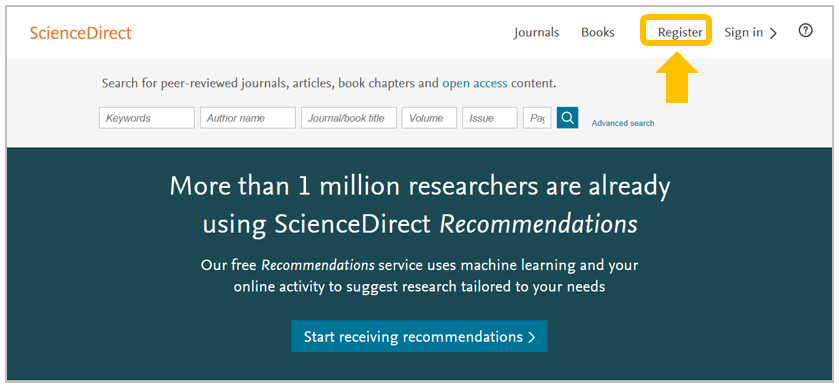 ScienceDirect
Journals Books Register Sign in
Search for peer-reviewed journals, articles, book chapters and open access content.
Keywords Author name Journal/book title Volume Issue Pag Advanced search
More than 1 million researchers are already
using ScienceDirect Recommendations
Our free Recommendations service uses machine learning and your
online activity to suggest research tailored to your needs
Start receiving recommendations